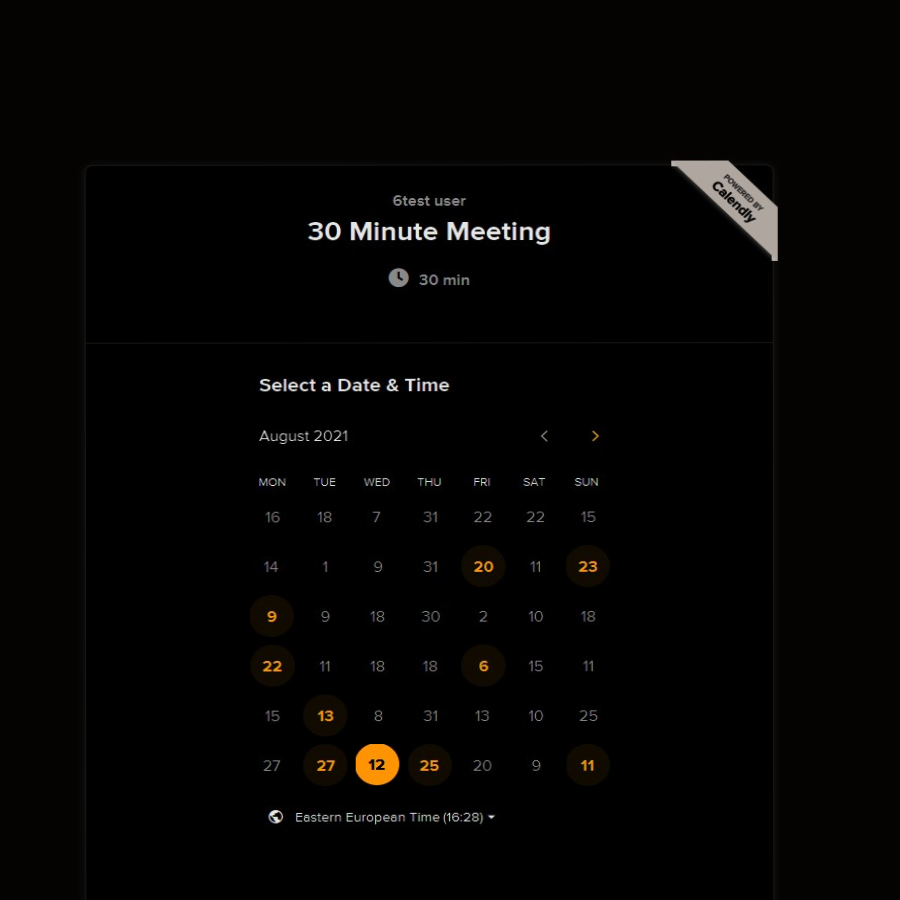 POWERED BY
Calendly
6test user
30 Minute Meeting
30 min
Select a Date & Time
August 2021
MON TUE WED THU FRI SAT SUN
16 18 7 31 22 22 15
14 1 9 31 20 11 23
9 9 18 30 2 10 18
22 11 18 18 6 15 11
15 13 8 31 13 10 25
27 27 12 25 20 9 11
Eastern European Time (16:28)